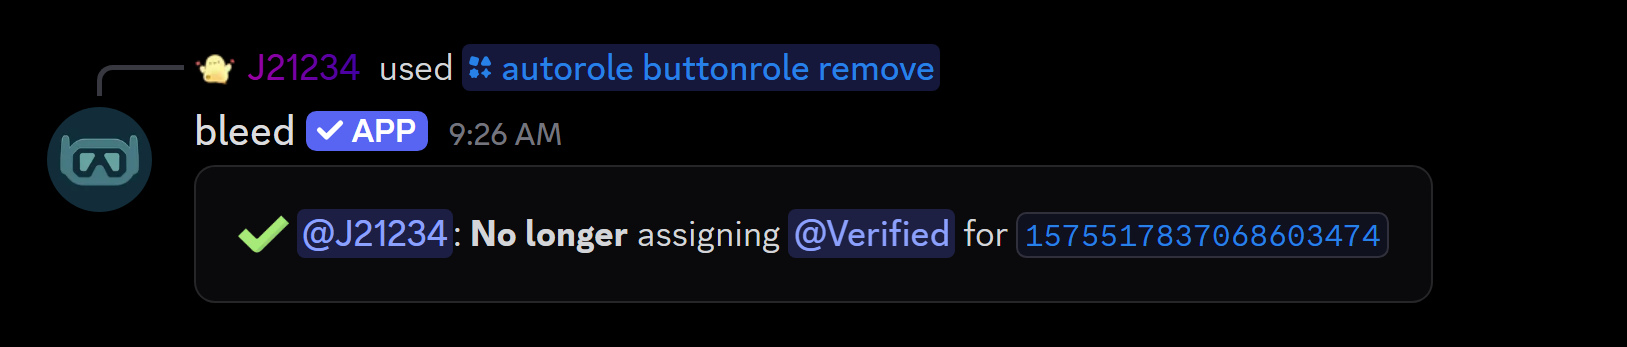 J21234 used autorole buttonrole remove
bleed APP 9:26 AM
@J21234: No longer assigning @Verified for 1575517837068603474